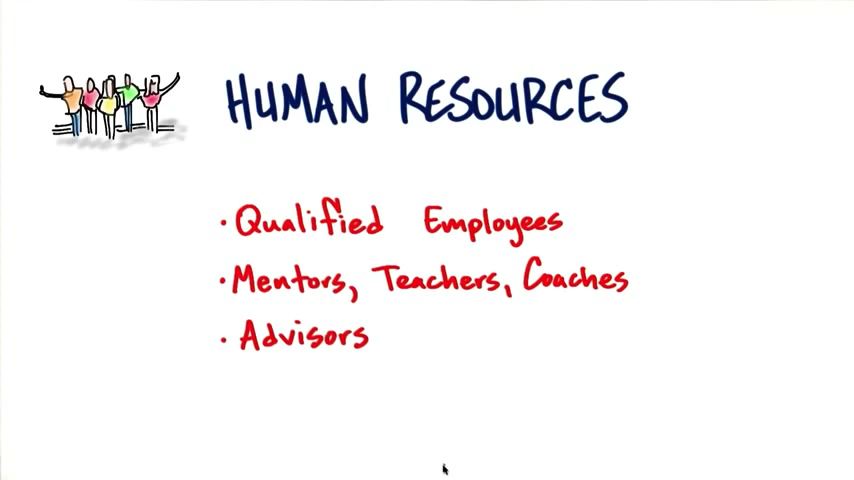 HUMAN RESOURCES
· Qualified Employees
· Mentors, Teachers, Coaches
· Advisors